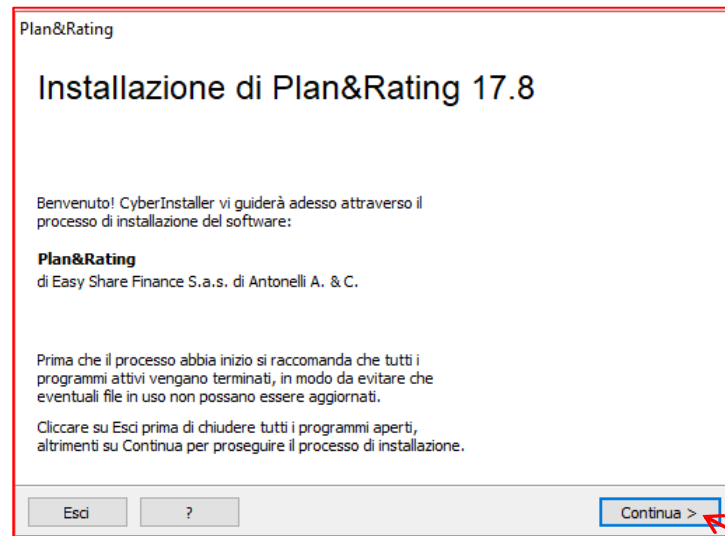 Plan&Rating
Installazione di Plan&Rating 17.8
Benvenuto! CyberInstaller vi guiderà adesso attraverso il
processo di installazione del software:
Plan&Rating
di Easy Share Finance S.a.s. di Antonelli A. & C.
Prima che il processo abbia inizio si raccomanda che tutti i
programmi attivi vengano terminati, in modo da evitare che
eventuali file in uso non possano essere aggiornati.
Cliccare su Esci prima di chiudere tutti i programmi aperti,
altrimenti su Continua per proseguire il processo di installazione.
Esci
?
Continua >